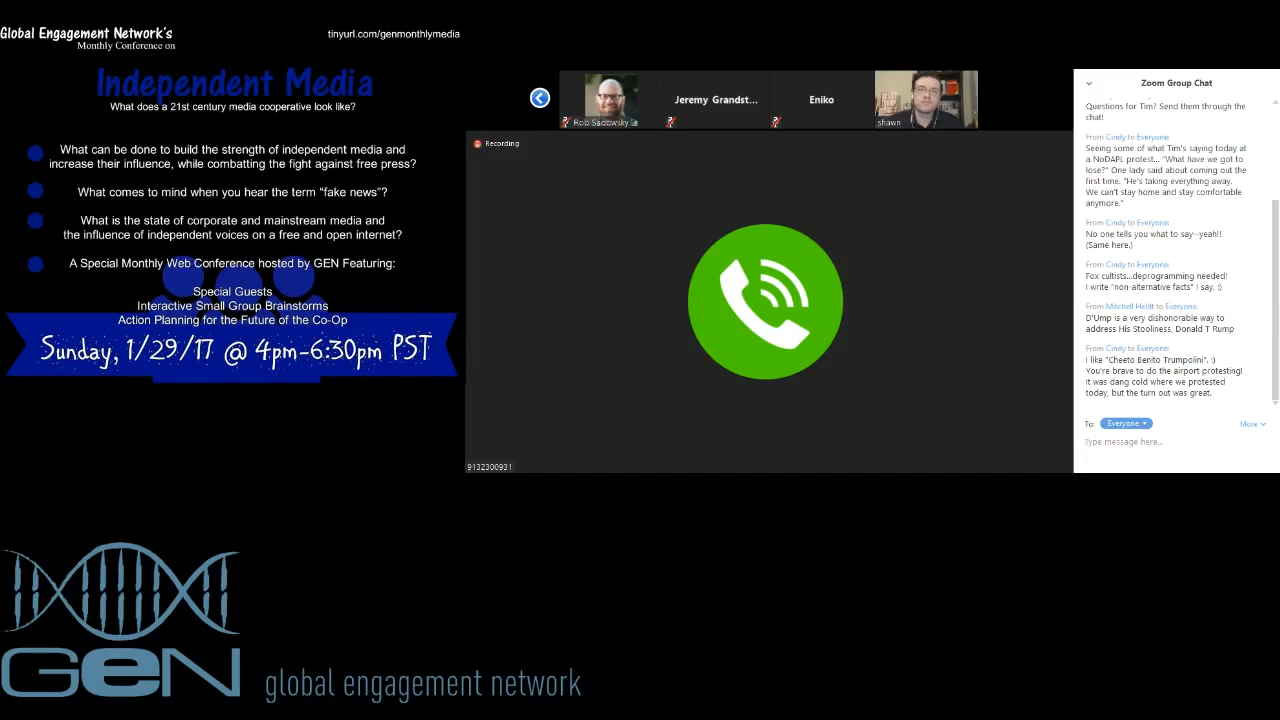 Global Engagement Network's
Monthly Conference on
tinyurl.com/genmonthlymedia
Independent Media
What does a 21st century media cooperative look like?
What can be done to build the strength of independent media and
increase their influence, while combatting the fight against free press?
What comes to mind when you hear the term "fake news"?
What is the state of corporate and mainstream media and
the influence of independent voices on a free and open internet?
A Special Monthly Web Conference hosted by GEN Featuring:
Special Guests
Interactive Small Group Brainstorms
Action Planning for the Future of the Co-Op
Sunday, 1/29/17 @ 4pm-6:30pm PST
Rob Sadowsky
Jeremy Grandst...
Eniko
shawn
Recording
9132300931
Zoom Group Chat
Questions for Tim? Send them through the
chat!
From Cindy to Everyone:
Seeing some of what Tim's saying today at
a NoDAPL protest... "What have we got to
lose?" One lady said about coming out the
first time. "He's taking everything away.
We can't stay home and stay comfortable
anymore."
From Cindy to Everyone:
No one tells you what to say--yeah!!
(Same here.)
From Cindy to Everyone:
Fox cultists...deprogramming needed!
I write "non-alternative facts" I say. :)
From Mitchell Heldt to Everyone:
D'Ump is a very dishonorable way to
address His Stooliness, Donald T Rump
From Cindy to Everyone:
I like "Cheeto Benito Trumpolini". :)
You're brave to do the airport protesting!
It was dang cold where we protested
today, but the turn out was great.
To: Everyone
More
Type message here...
GeN
global engagement network